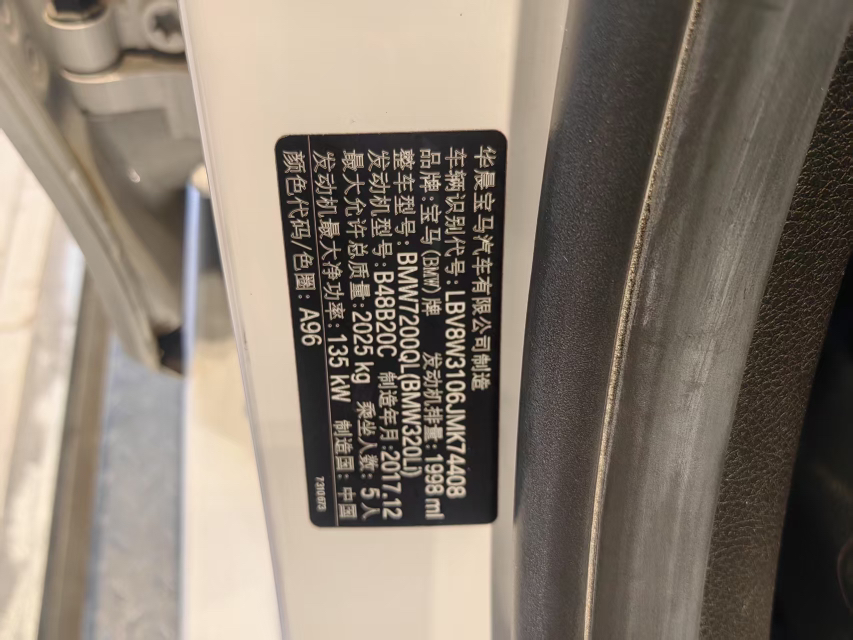 华晨宝马汽车有限公司制造
车辆识别代号: LBV8W3106JMK74408
品牌:宝马(BMW)牌 发动机排量: 1998 ml
整车型号: BMW7200QL(BMW320Li)
发动机型号: B48B20C 制造年月:2017.12
最大允许总质量: 2025 kg 乘坐人数: 5人
发动机最大净功率: 135 kW 制造国: 中国
颜色代码/色圈: A96